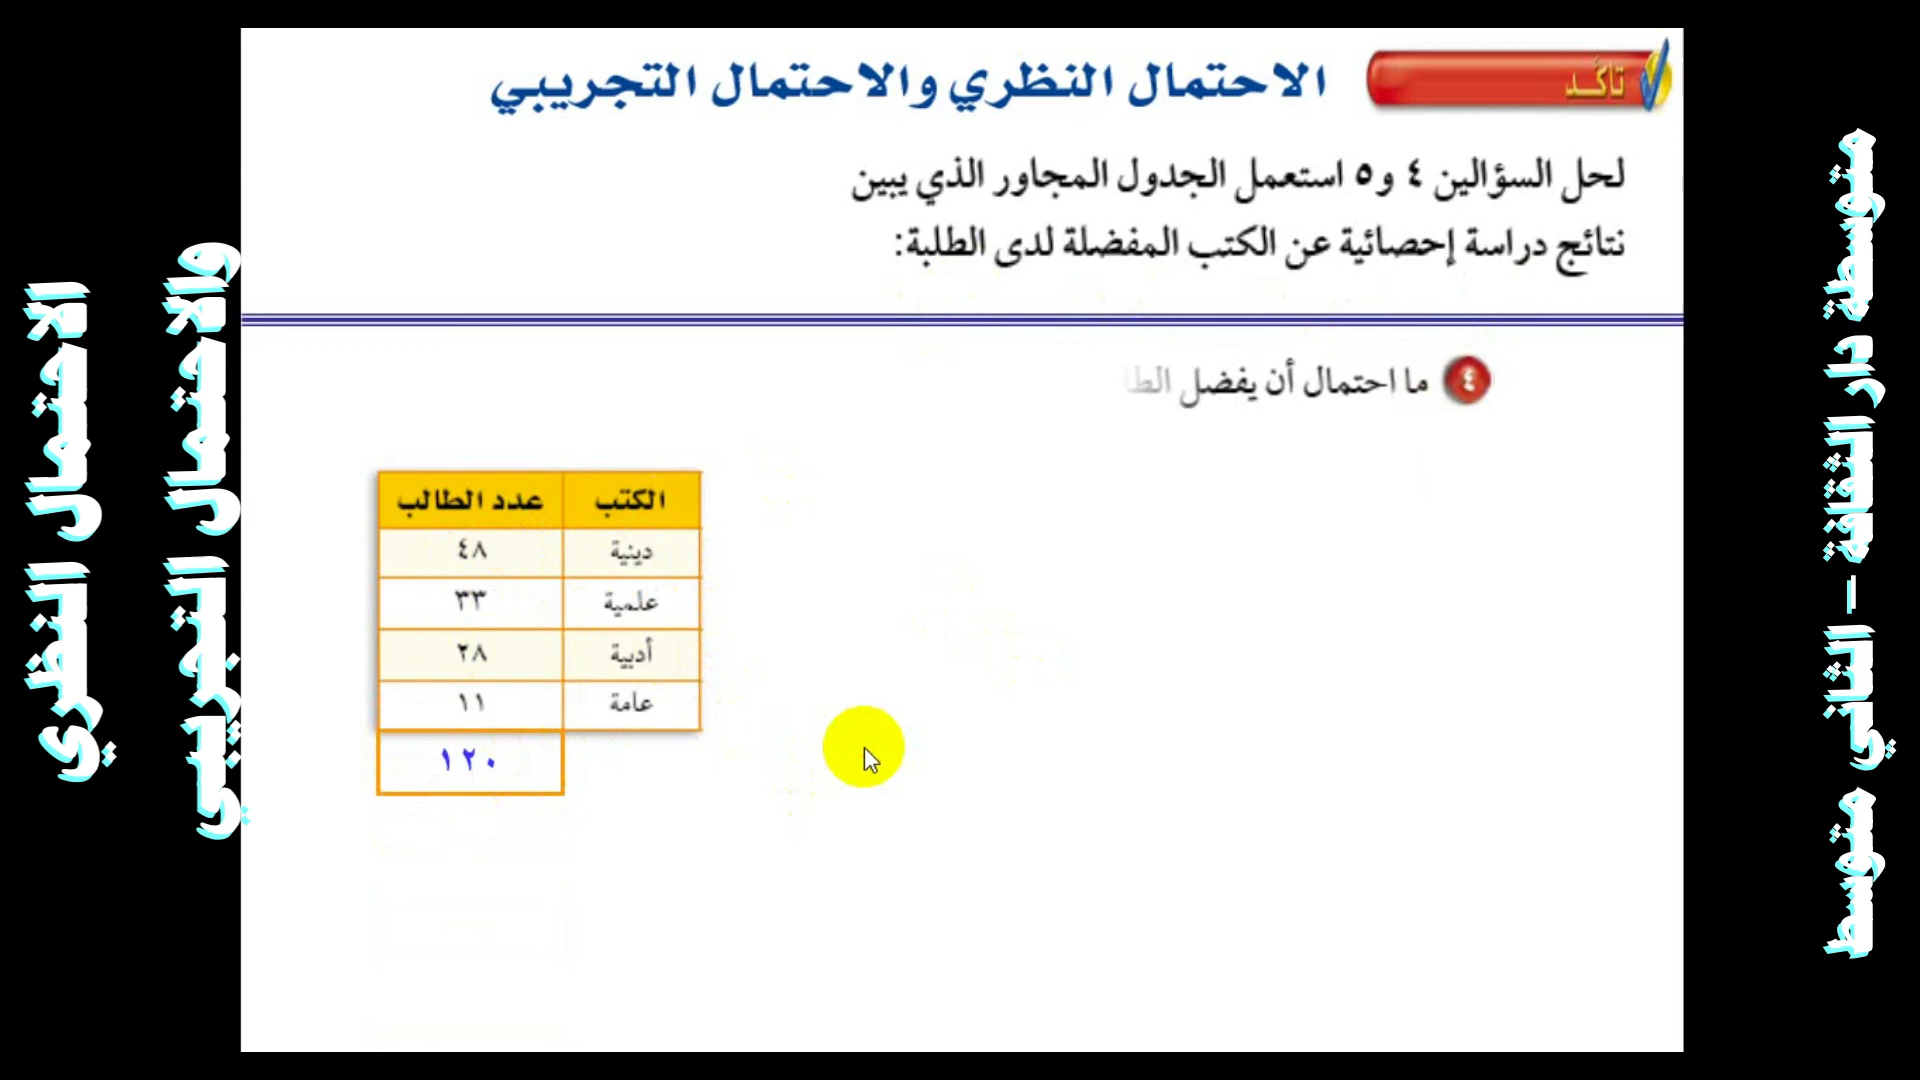 تأكد
الاحتمال النظري والاحتمال التجريبي
لحل السؤالين ٤ و٥ استعمل الجدول المجاور الذي يبين
نتائج دراسة إحصائية عن الكتب المفضلة لدى الطلبة:
٤ ما احتمال أن يفضل
الكتب عدد الطالب
دينية ٤٨
علمية ٣٣
أدبية ٢٨
عامة ١١
١٢٠
متوسطة دار الثقافة – الثاني متوسط
الاحتمال النظري
والاحتمال التجريبي